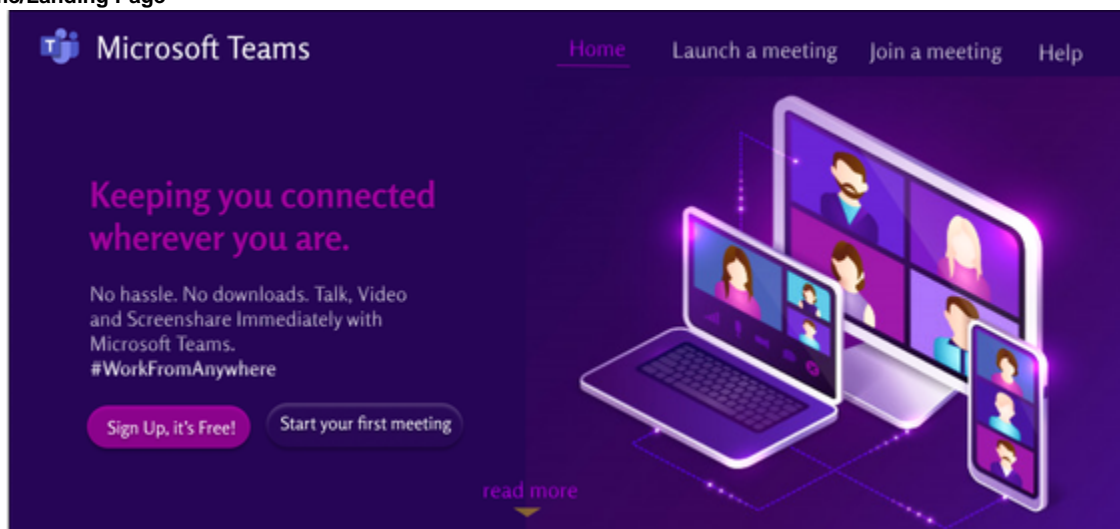 Microsoft Teams
Home
Launch a meeting
Join a meeting
Help
Keeping you connected
wherever you are.
No hassle. No downloads. Talk, Video
and Screenshare Immediately with
Microsoft Teams.
#WorkFromAnywhere
Sign Up, it's Free!
Start your first meeting
read more